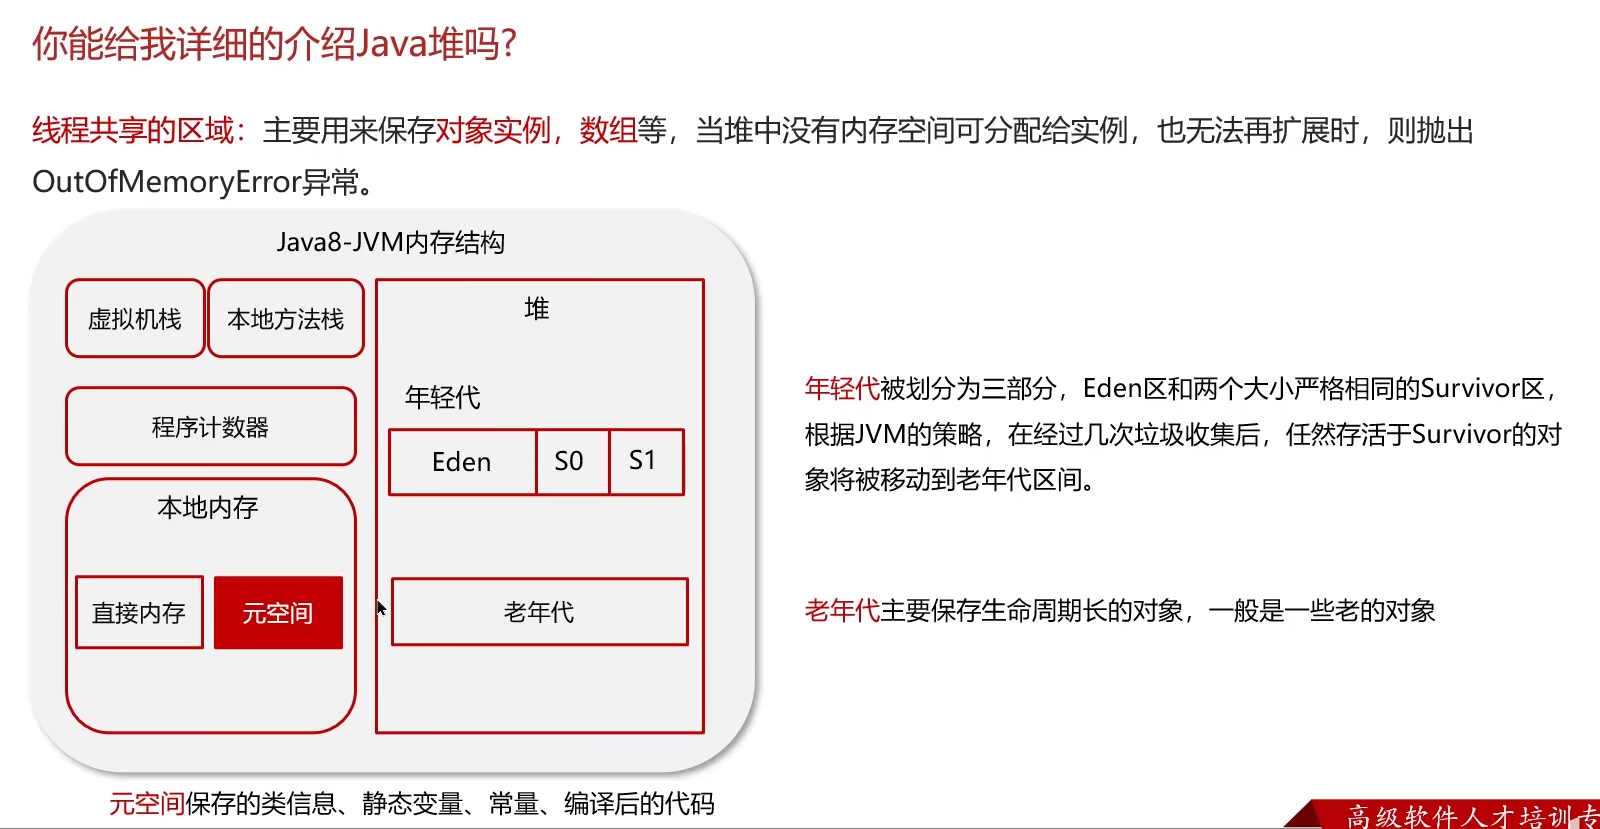 你能给我详细的介绍Java堆吗?
线程共享的区域：主要用来保存对象实例，数组等，当堆中没有内存空间可分配给实例，也无法再扩展时，则抛出
OutOfMemoryError异常。
Java8-JVM内存结构
虚拟机栈
本地方法栈
程序计数器
本地内存
直接内存
元空间
堆
年轻代
Eden
S0
S1
老年代
元空间保存的类信息、静态变量、常量、编译后的代码
年轻代被划分为三部分，Eden区和两个大小严格相同的Survivor区，
根据JVM的策略，在经过几次垃圾收集后，任然存活于Survivor的对
象将被移动到老年代区间。
老年代主要保存生命周期长的对象，一般是一些老的对象
高级软件人才培训专